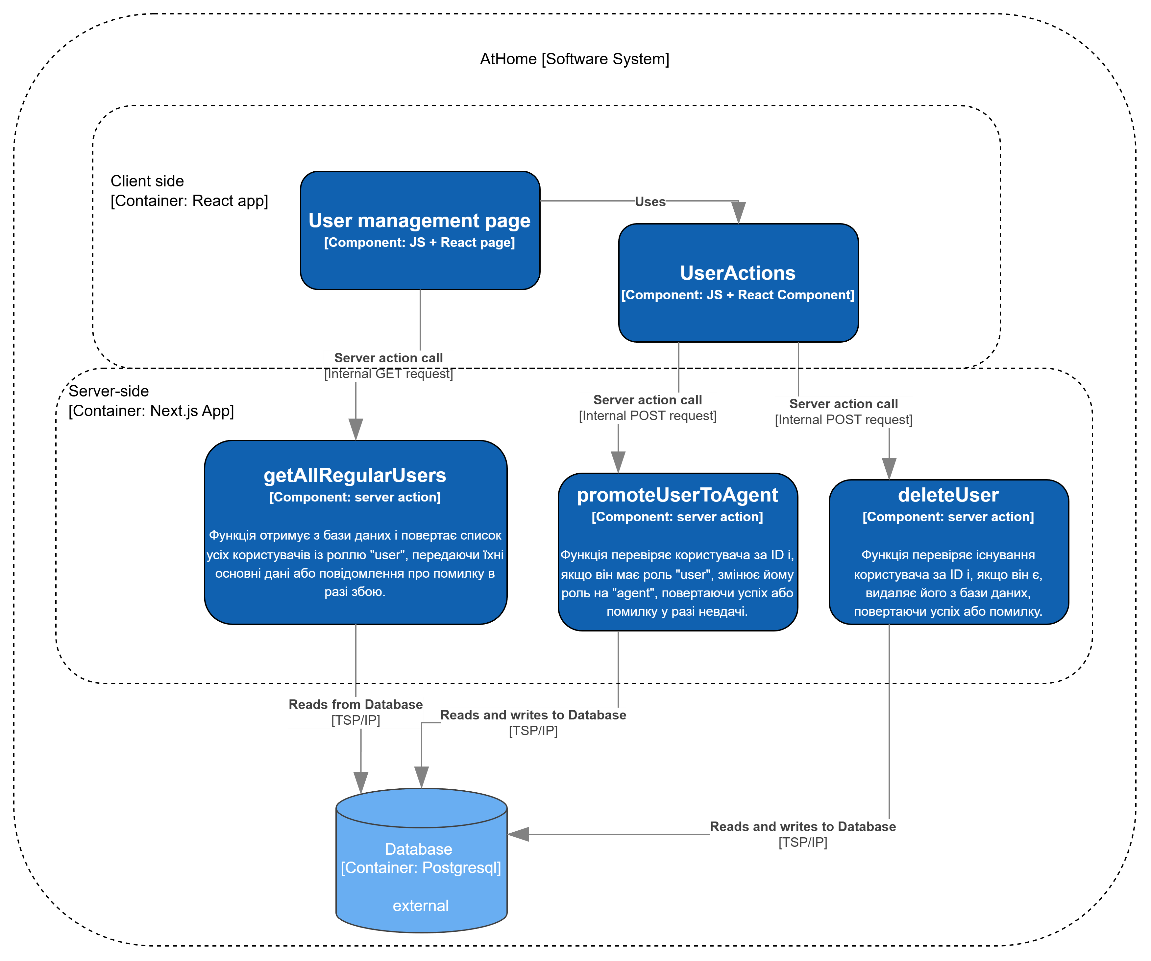 AtHome [Software System]
Client side
[Container: React app]
User management page
[Component: JS + React page]
Uses
UserActions
[Component: JS + React Component]
Server action call
[Internal GET request]
Server-side
[Container: Next.js App]
Server action call
[Internal POST request]
Server action call
[Internal POST request]
getAllRegularUsers
[Component: server action]
Функція отримує з бази даних і повертає список
усіх користувачів із роллю "user", передаючи їхні
основні дані або повідомлення про помилку в
разі збою.
promoteUserToAgent
[Component: server action]
Функція перевіряє користувача за ID і,
якщо він має роль "user", змінює йому
роль на "agent", повертаючи успіх або
помилку у разі невдачі.
deleteUser
[Component: server action]
Функція перевіряє існування
користувача за ID і, якщо він є,
видаляє його з бази даних,
повертаючи успіх або помилку.
Reads from Database
[TSP/IP]
Reads and writes to Database
[TSP/IP]
Reads and writes to Database
[TSP/IP]
Database
[Container: Postgresql]
external